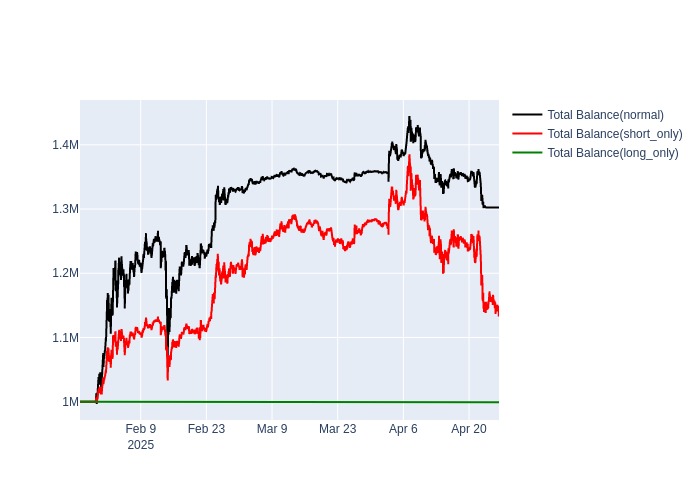 Total Balance(normal)
Total Balance(short_only)
Total Balance(long_only)
1.4M
1.3M
1.2M
1.1M
1M
Feb 9
2025
Feb 23
Mar 9
Mar 23
Apr 6
Apr 20